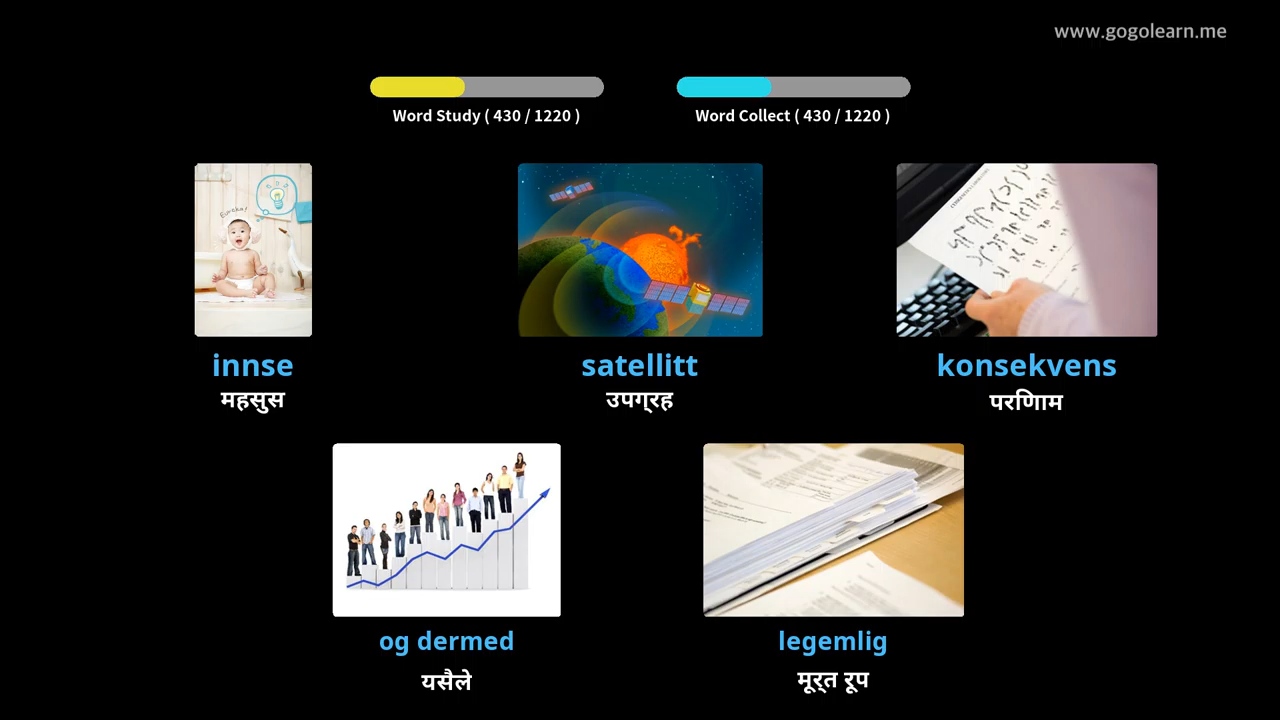 www.gogolearn.me
Word Study ( 430 / 1220 )
Word Collect ( 430 / 1220 )
Eureka!
innse
satellitt
konsekvens
महसुस
उपग्रह
परिणाम
og dermed
legemlig
यसैले
मूर्त रूप